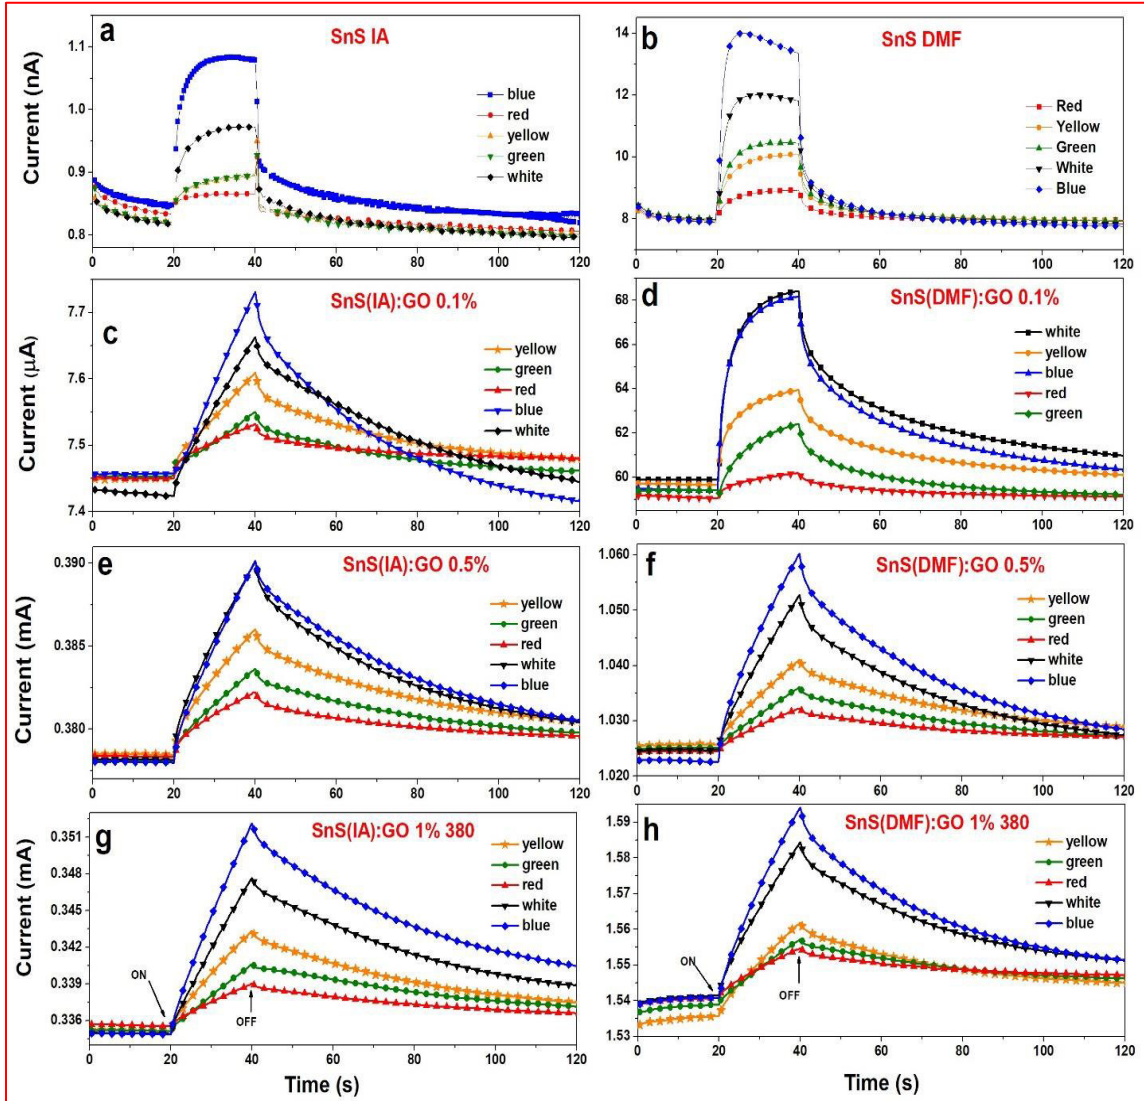 a
SnS IA
Current (nA)
1.1
1.0
0.9
0.8
blue
red
yellow
green
white
0 20 40 60 80 100 120
b
SnS DMF
14
12
10
8
Red
Yellow
Green
White
Blue
0 20 40 60 80 100 120
c
SnS(IA):GO 0.1%
Current (μA)
7.7
7.6
7.5
7.4
yellow
green
red
blue
white
0 20 40 60 80 100 120
d
SnS(DMF):GO 0.1%
68
66
64
62
60
white
yellow
blue
red
green
0 20 40 60 80 100 120
e
SnS(IA):GO 0.5%
Current (mA)
0.390
0.385
0.380
yellow
green
red
white
blue
0 20 40 60 80 100 120
f
SnS(DMF):GO 0.5%
1.060
1.050
1.040
1.030
1.020
yellow
green
red
white
blue
0 20 40 60 80 100 120
g
SnS(IA):GO 1% 380
Current (mA)
0.351
0.348
0.345
0.342
0.339
0.336
yellow
green
red
white
blue
ON
OFF
0 20 40 60 80 100 120
Time (s)
h
SnS(DMF):GO 1% 380
1.59
1.58
1.57
1.56
1.55
1.54
1.53
yellow
green
red
white
blue
ON
OFF
0 20 40 60 80 100 120
Time (s)